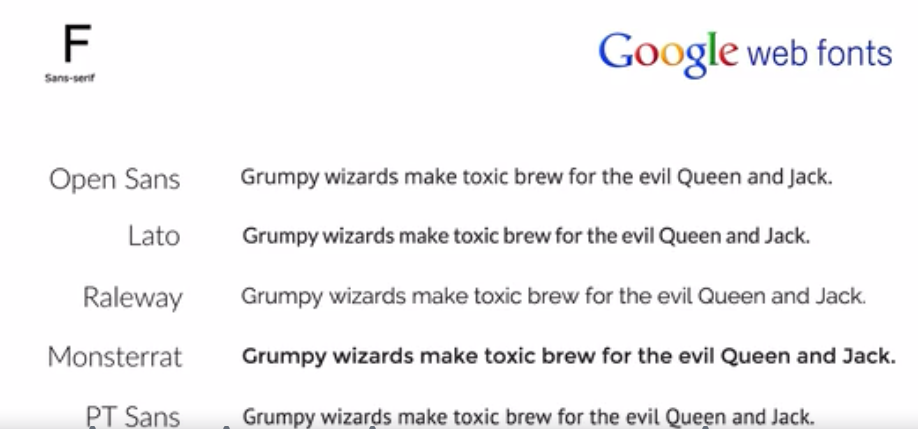 F
Sans-serif
Google web fonts
Open Sans Grumpy wizards make toxic brew for the evil Queen and Jack.
Lato Grumpy wizards make toxic brew for the evil Queen and Jack.
Raleway Grumpy wizards make toxic brew for the evil Queen and Jack.
Monsterrat Grumpy wizards make toxic brew for the evil Queen and Jack.
PT Sans Grumpy wizards make toxic brew for the evil Queen and Jack.